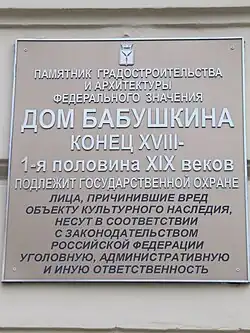 ПАМЯТНИК ГРАДОСТРОИТЕЛЬСТВА
И АРХИТЕКТУРЫ
ФЕДЕРАЛЬНОГО ЗНАЧЕНИЯ
ДОМ БАБУШКИНА
КОНЕЦ XVIII-
1-я половина XIX веков
ПОДЛЕЖИТ ГОСУДАРСТВЕННОЙ ОХРАНЕ
ЛИЦА, ПРИЧИНИВШИЕ ВРЕД
ОБЪЕКТУ КУЛЬТУРНОГО НАСЛЕДИЯ,
НЕСУТ В СООТВЕТСТВИИ
С ЗАКОНОДАТЕЛЬСТВОМ
РОССИЙСКОЙ ФЕДЕРАЦИИ
УГОЛОВНУЮ, АДМИНИСТРАТИВНУЮ
И ИНУЮ ОТВЕТСТВЕННОСТЬ